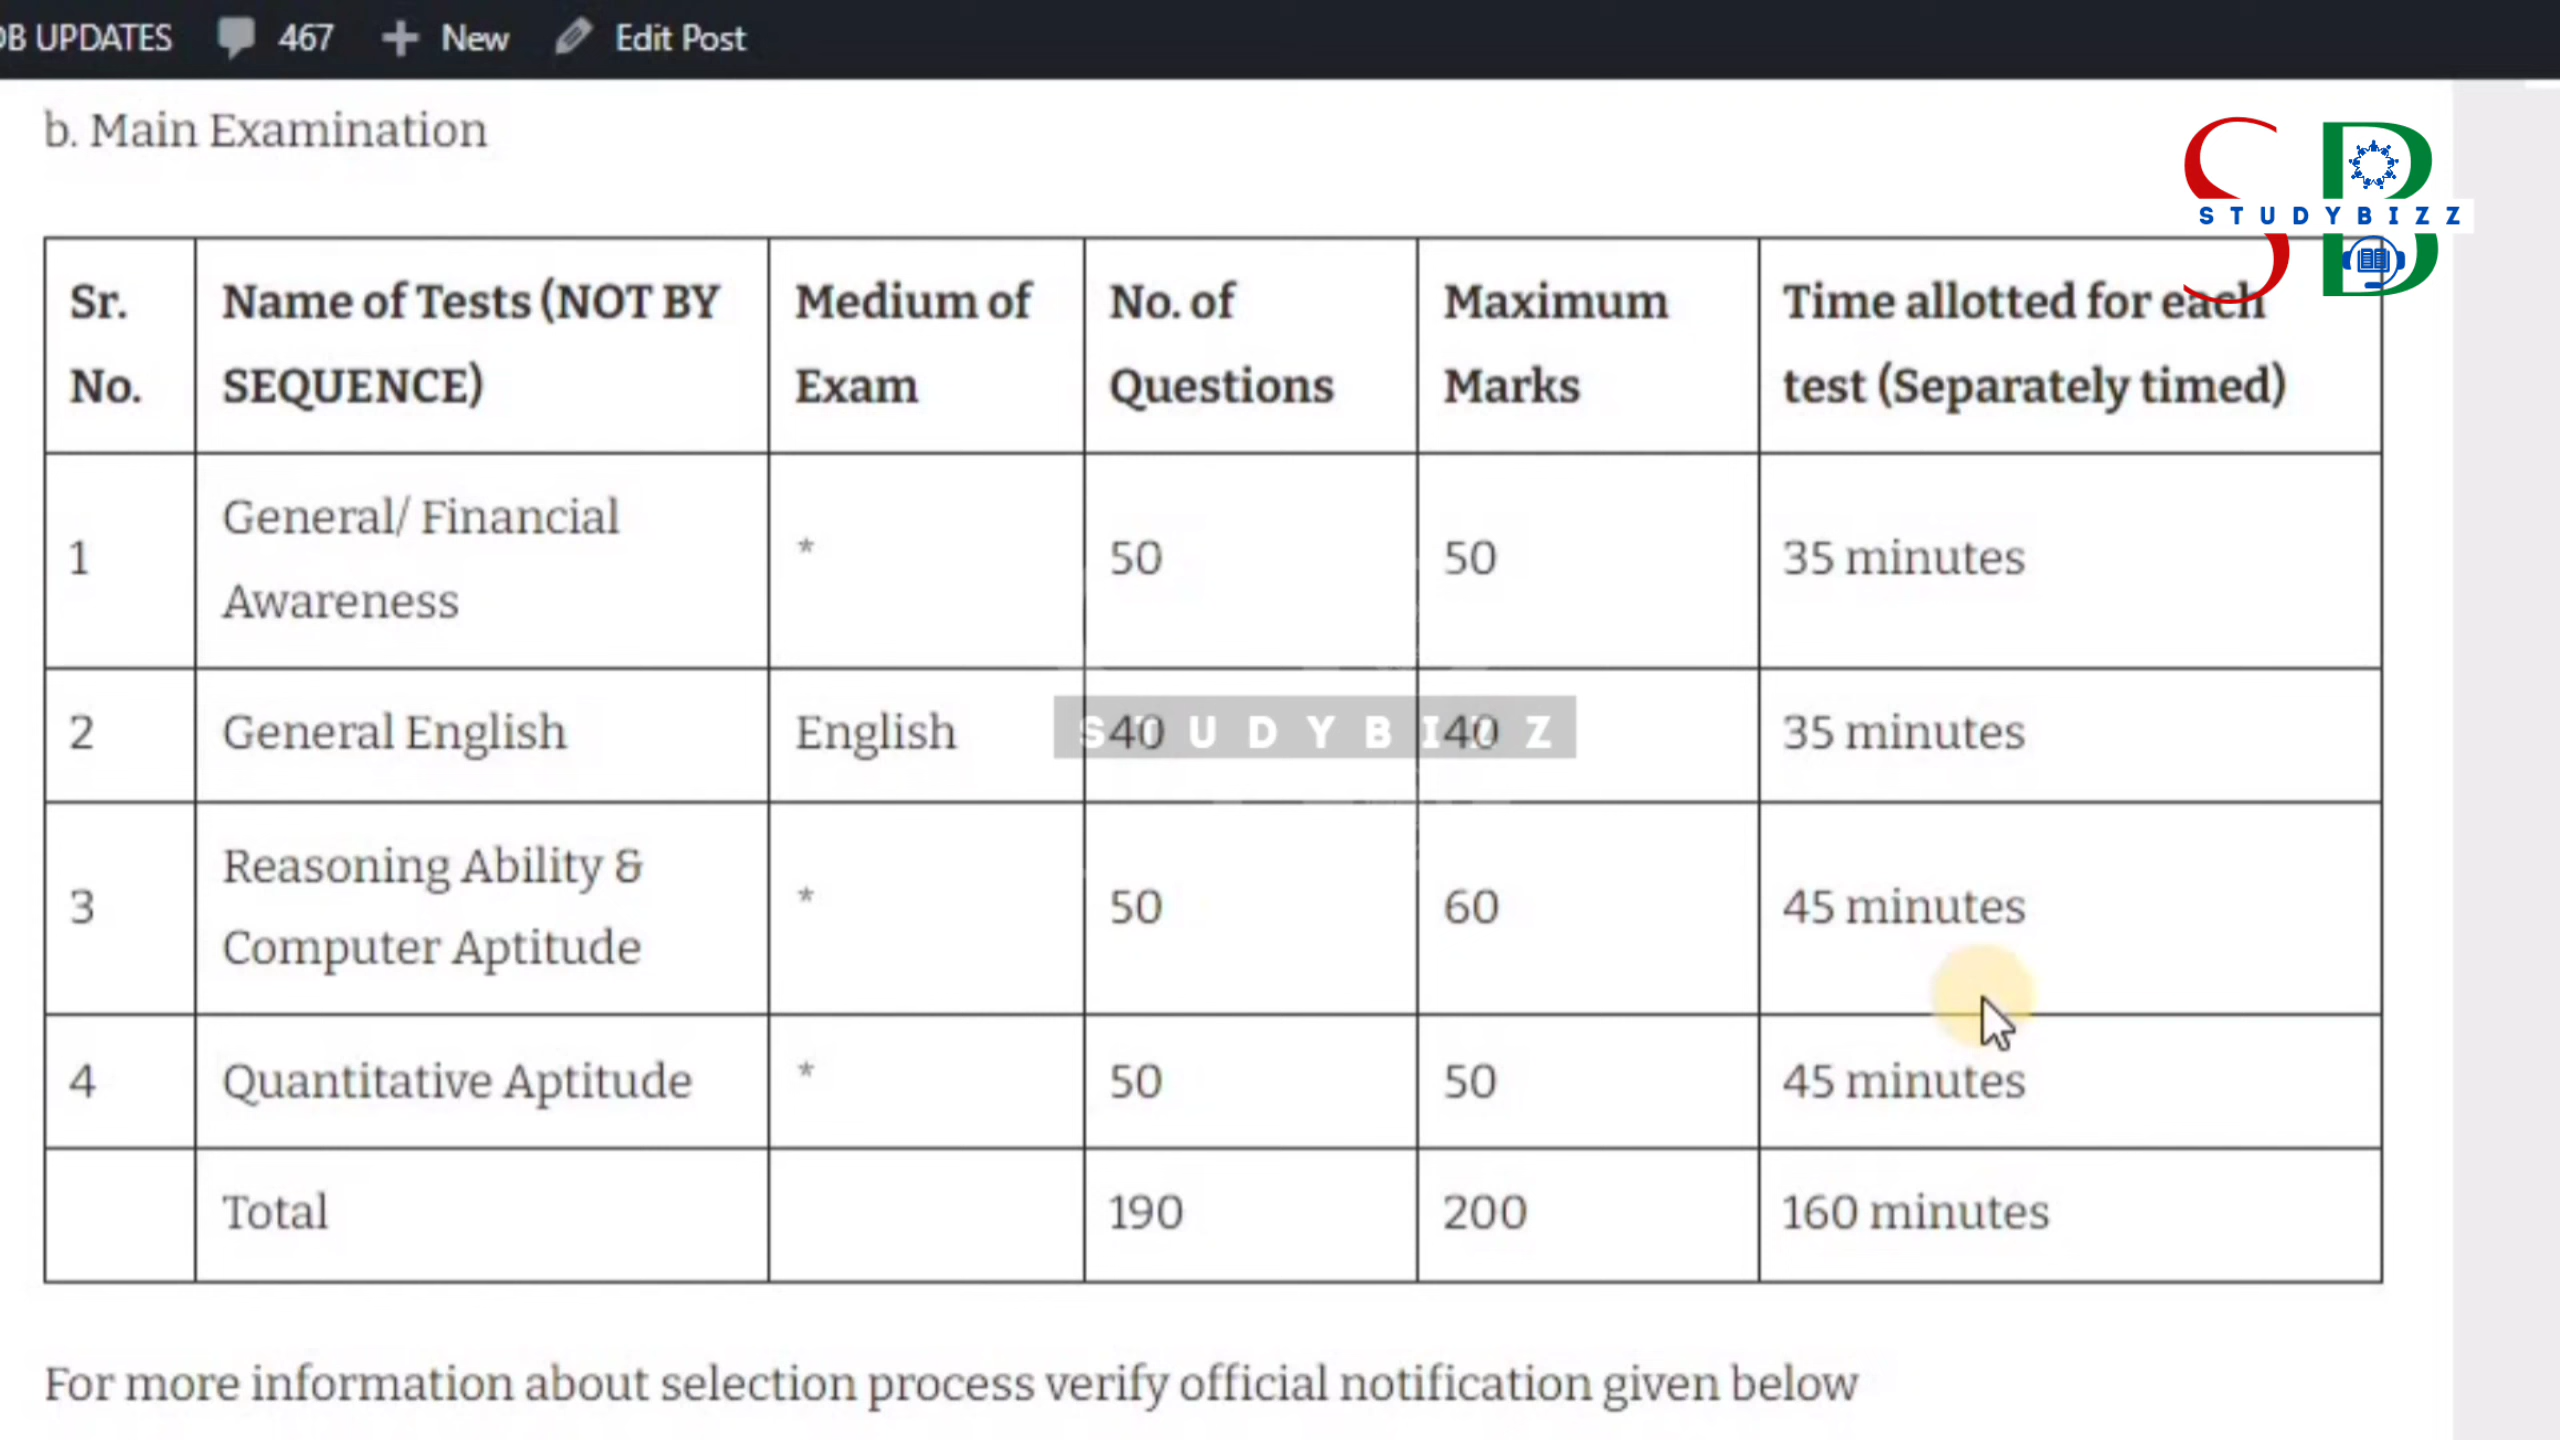 OB UPDATES 467 New Edit Post
b. Main Examination
S B
STUDYBIZZ
Sr. No. Name of Tests (NOT BY SEQUENCE) Medium of Exam No. of Questions Maximum Marks Time allotted for each test (Separately timed)
1 General/ Financial Awareness * 50 50 35 minutes
2 General English English 40 40 35 minutes
STUDYBIZZ
3 Reasoning Ability & Computer Aptitude * 50 60 45 minutes
4 Quantitative Aptitude * 50 50 45 minutes
Total 190 200 160 minutes
For more information about selection process verify official notification given below